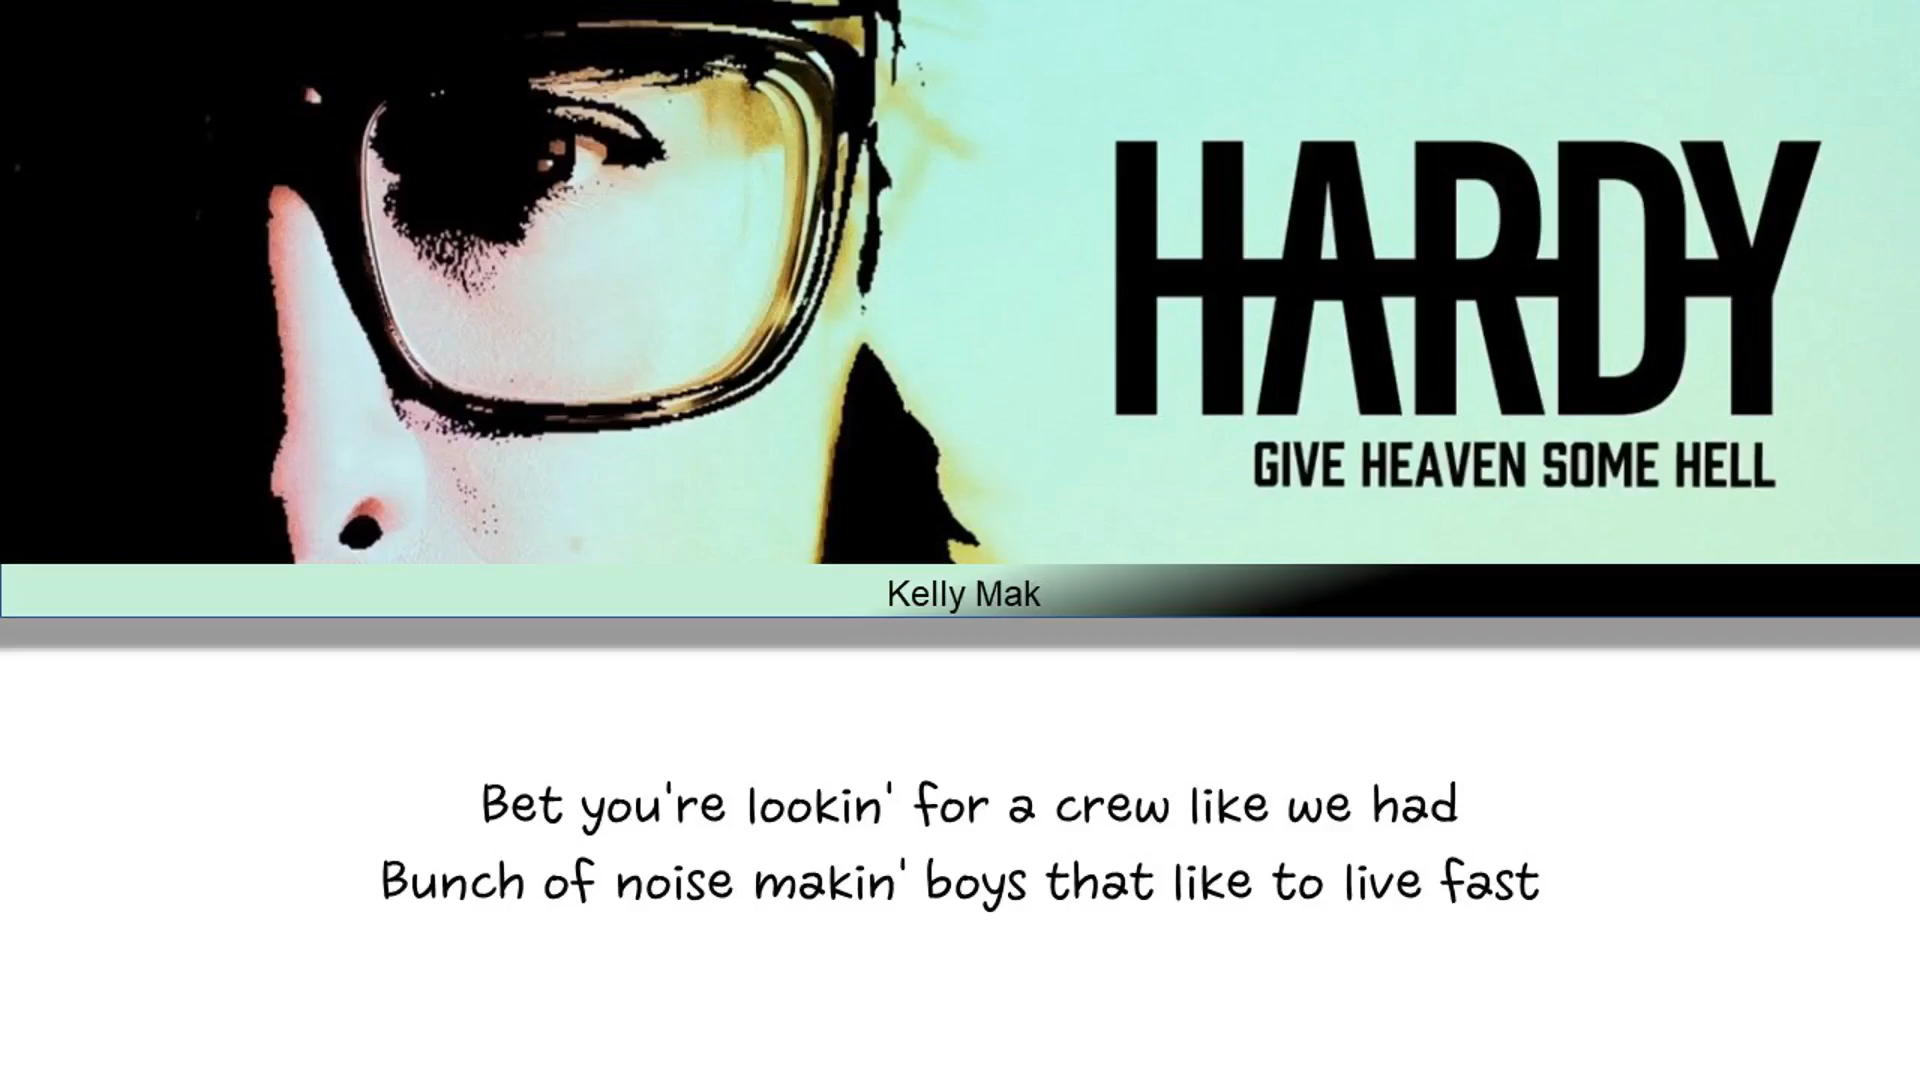 HARDY
GIVE HEAVEN SOME HELL
Kelly Mak
Bet you're lookin' for a crew like we had
Bunch of noise makin' boys that like to live fast